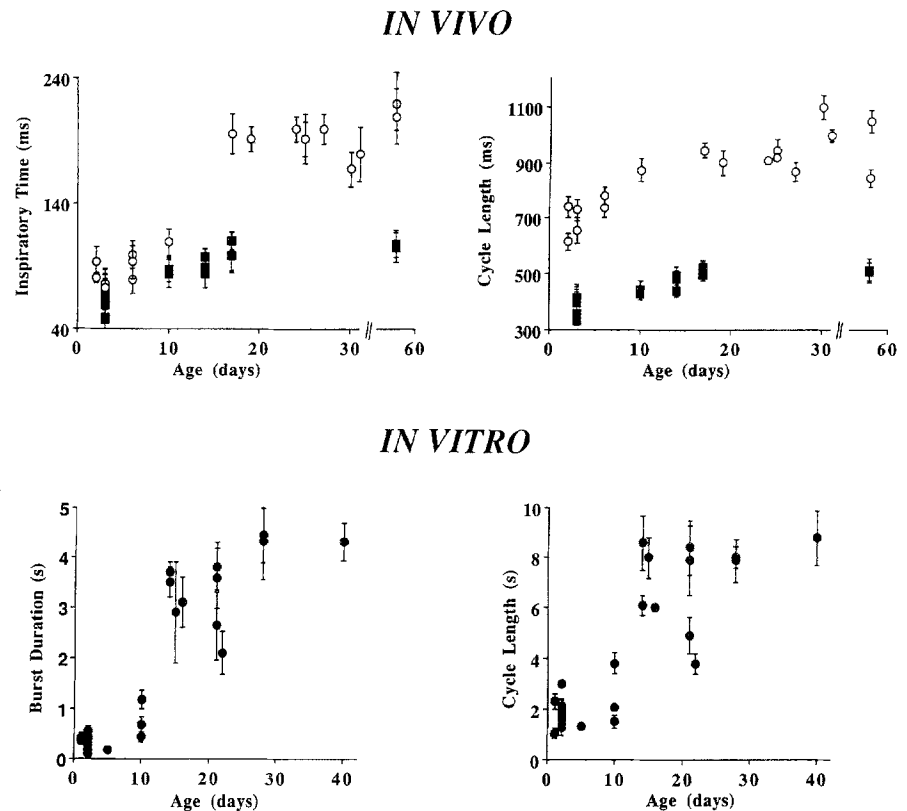 IN VIVO
240
140
40
Inspiratory Time (ms)
0 10 20 30 60
Age (days)
1100
900
700
500
300
Cycle Length (ms)
0 10 20 30 60
Age (days)
IN VITRO
5
4
3
2
1
0
Burst Duration (s)
0 10 20 30 40
Age (days)
10
8
6
4
2
0
Cycle Length (s)
0 10 20 30 40
Age (days)